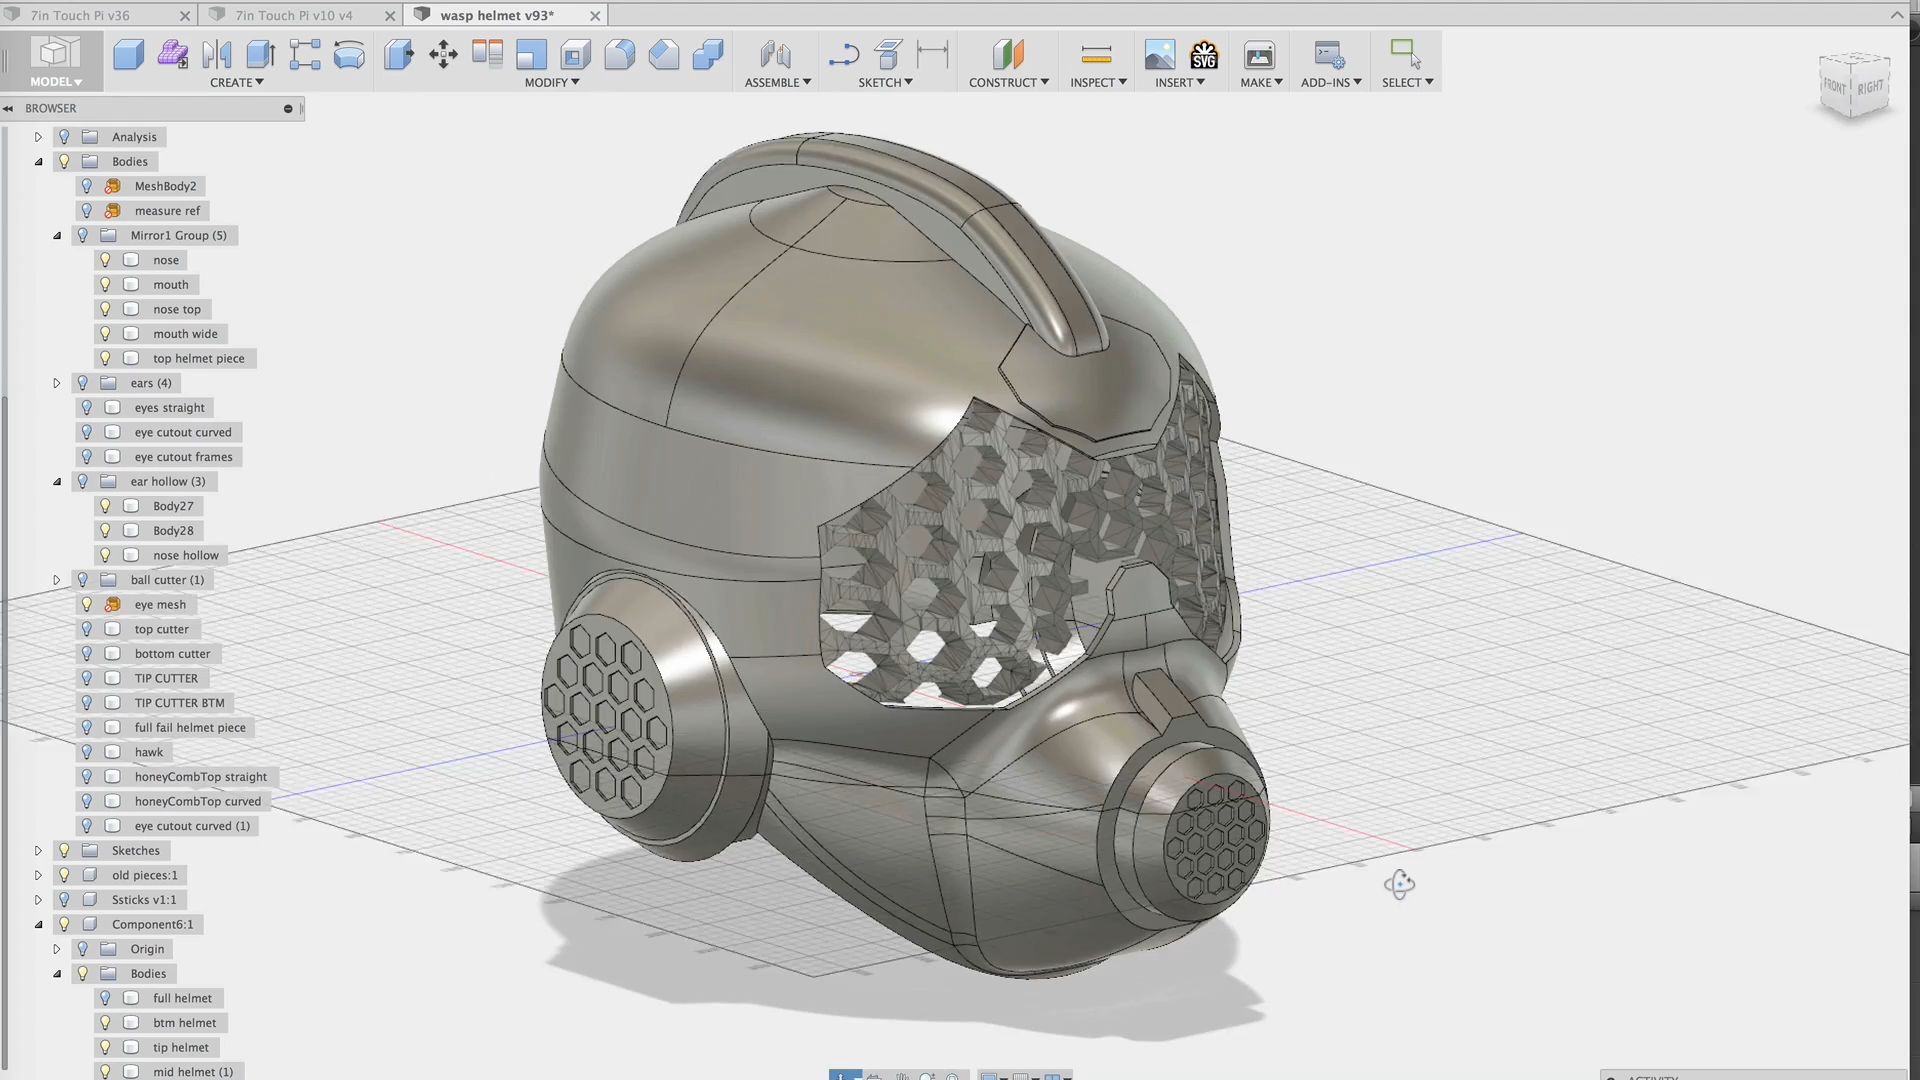 7in Touch Pi v36
7in Touch Pi v10 v4
wasp helmet v93*
MODEL
CREATE
MODIFY
ASSEMBLE
SKETCH
CONSTRUCT
INSPECT
SVG
INSERT
MAKE
ADD-INS
SELECT
FRONT
RIGHT
BROWSER
Analysis
Bodies
MeshBody2
measure ref
Mirror1 Group (5)
nose
mouth
nose top
mouth wide
top helmet piece
ears (4)
eyes straight
eye cutout curved
eye cutout frames
ear hollow (3)
Body27
Body28
nose hollow
ball cutter (1)
eye mesh
top cutter
bottom cutter
TIP CUTTER
TIP CUTTER BTM
full fail helmet piece
hawk
honeyCombTop straight
honeyCombTop curved
eye cutout curved (1)
Sketches
old pieces:1
Ssticks v1:1
Component6:1
Origin
Bodies
full helmet
btm helmet
tip helmet
mid helmet (1)
ACTIVITY